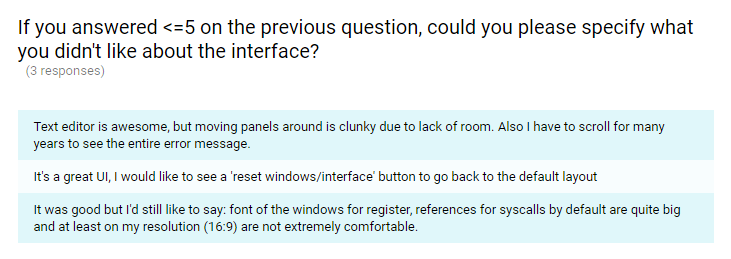 If you answered <=5 on the previous question, could you please specify what
you didn't like about the interface?
(3 responses)
Text editor is awesome, but moving panels around is clunky due to lack of room. Also I have to scroll for many
years to see the entire error message.
It's a great UI, I would like to see a 'reset windows/interface' button to go back to the default layout
It was good but I'd still like to say: font of the windows for register, references for syscalls by default are quite big
and at least on my resolution (16:9) are not extremely comfortable.